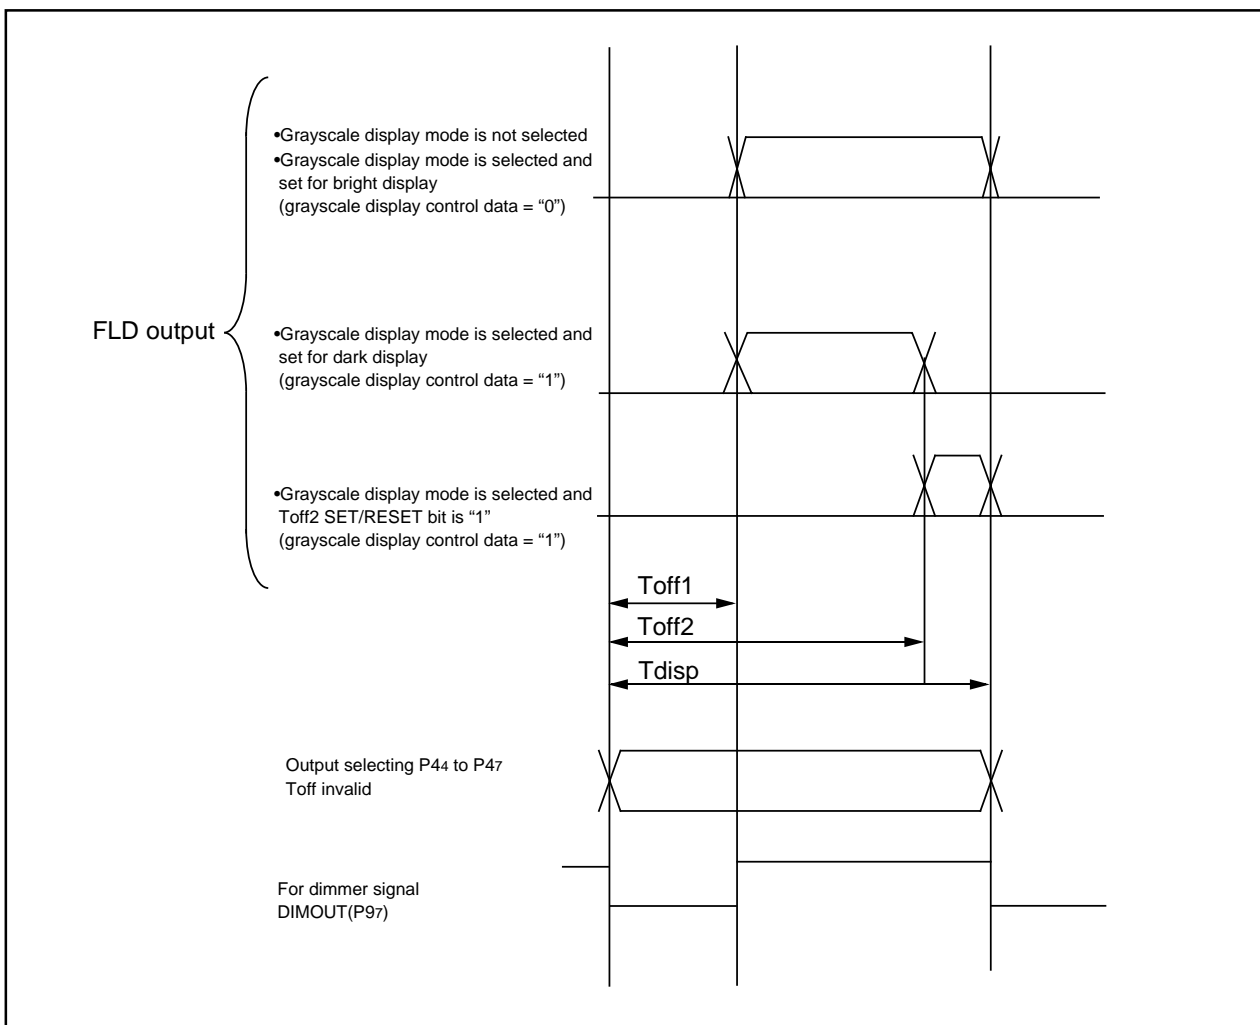 •Grayscale display mode is not selected
•Grayscale display mode is selected and
set for bright display
(grayscale display control data = “0”)
FLD output
•Grayscale display mode is selected and
set for dark display
(grayscale display control data = “1”)
•Grayscale display mode is selected and
Toff2 SET/RESET bit is “1”
(grayscale display control data = “1”)
Toff1
Toff2
Tdisp
Output selecting P44 to P47
Toff invalid
For dimmer signal
DIMOUT(P97)